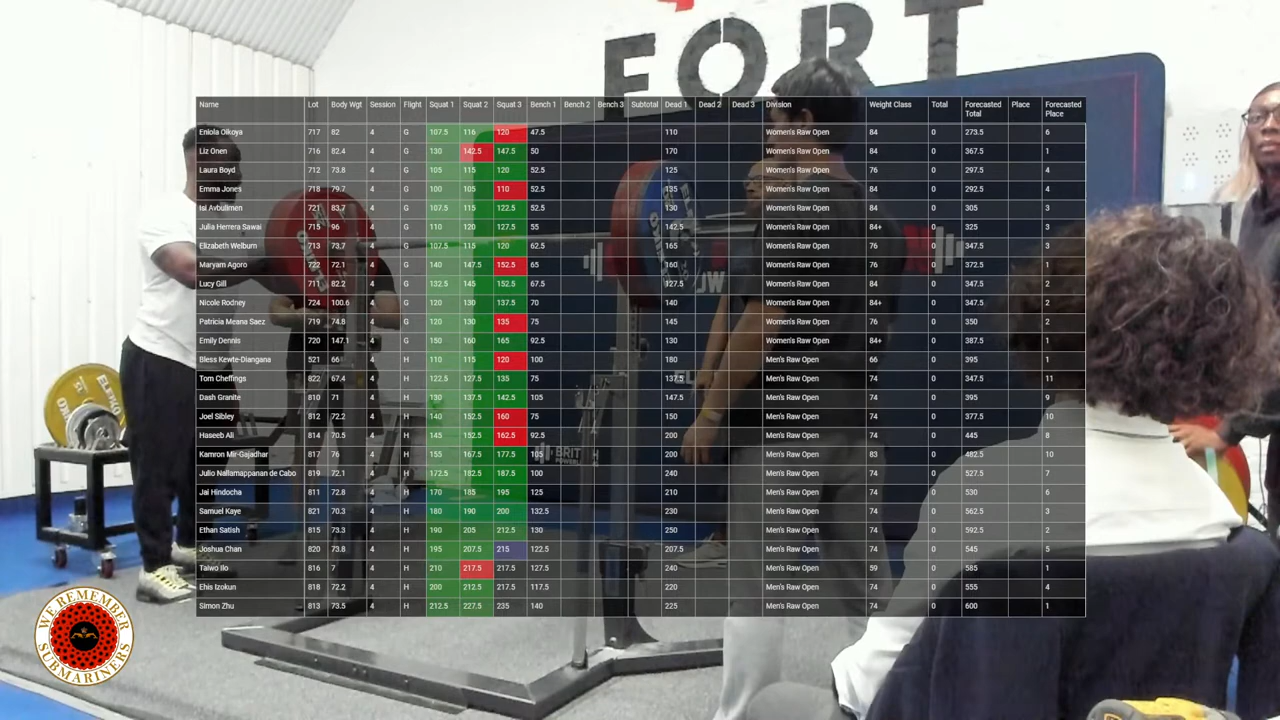 FORT
Name Lot Body Wgt Session Flight Squat 1 Squat 2 Squat 3 Bench 1 Bench 2 Bench 3 Subtotal Dead 1 Dead 2 Dead 3 Division Weight Class Total Forecasted Total Place Forecasted Place
Eniola Oikoya 717 82 4 G 107.5 116 120 47.5 110 Women's Raw Open 84 0 273.5 6
Liz Onen 716 82.4 4 G 130 142.5 147.5 50 170 Women's Raw Open 84 0 367.5 1
Laura Boyd 712 73.8 4 G 105 115 120 52.5 125 Women's Raw Open 76 0 297.5 4
Emma Jones 718 79.7 4 G 100 105 110 52.5 135 Women's Raw Open 84 0 292.5 4
Isi Avbulimen 721 83.7 4 G 107.5 115 122.5 52.5 130 Women's Raw Open 84 0 305 3
Julia Herrera Sawai 715 96 4 G 110 120 127.5 55 142.5 Women's Raw Open 84+ 0 325 3
Elizabeth Welburn 713 73.7 4 G 107.5 115 120 62.5 165 Women's Raw Open 76 0 347.5 3
Maryam Agoro 722 72.1 4 G 140 147.5 152.5 65 160 Women's Raw Open 76 0 372.5 1
Lucy Gill 711 82.2 4 G 132.5 145 152.5 67.5 127.5 Women's Raw Open 84 0 347.5 2
Nicole Rodney 724 100.6 4 G 120 130 137.5 70 140 Women's Raw Open 84+ 0 347.5 2
Patricia Meana Saez 719 74.8 4 G 120 130 135 75 145 Women's Raw Open 76 0 350 2
Emily Dennis 720 147.1 4 G 150 160 165 92.5 130 Women's Raw Open 84+ 0 387.5 1
Bless Kewte-Diangana 521 66 4 H 110 115 120 100 180 Men's Raw Open 66 0 395 1
Tom Cheffings 822 67.4 4 H 122.5 127.5 135 75 137.5 Men's Raw Open 74 0 347.5 11
Dash Granite 810 71 4 H 130 137.5 142.5 105 147.5 Men's Raw Open 74 0 395 9
Joel Sibley 812 72.2 4 H 140 152.5 160 75 150 Men's Raw Open 74 0 377.5 10
Haseeb Ali 814 70.5 4 H 145 152.5 162.5 92.5 200 Men's Raw Open 74 0 445 8
Kamron Mir-Gajadhar 817 76 4 H 155 167.5 177.5 105 200 Men's Raw Open 83 0 482.5 10
Julio Nallamappanan de Cabo 819 72.1 4 H 172.5 182.5 187.5 100 240 Men's Raw Open 74 0 527.5 7
Jai Hindocha 811 72.8 4 H 170 185 195 125 210 Men's Raw Open 74 0 530 6
Samuel Kaye 821 70.3 4 H 180 190 200 132.5 230 Men's Raw Open 74 0 562.5 3
Ethan Satish 815 73.3 4 H 190 205 212.5 130 250 Men's Raw Open 74 0 592.5 2
Joshua Chan 820 73.8 4 H 195 207.5 215 122.5 207.5 Men's Raw Open 74 0 545 5
Taiwo Ilo 816 7 4 H 210 217.5 217.5 127.5 240 Men's Raw Open 59 0 585 1
Ehis Izokun 818 72.2 4 H 200 212.5 217.5 117.5 220 Men's Raw Open 74 0 555 4
Simon Zhu 813 73.5 4 H 212.5 227.5 235 140 225 Men's Raw Open 74 0 600 1
WE REMEMBER
SUBMARINERS